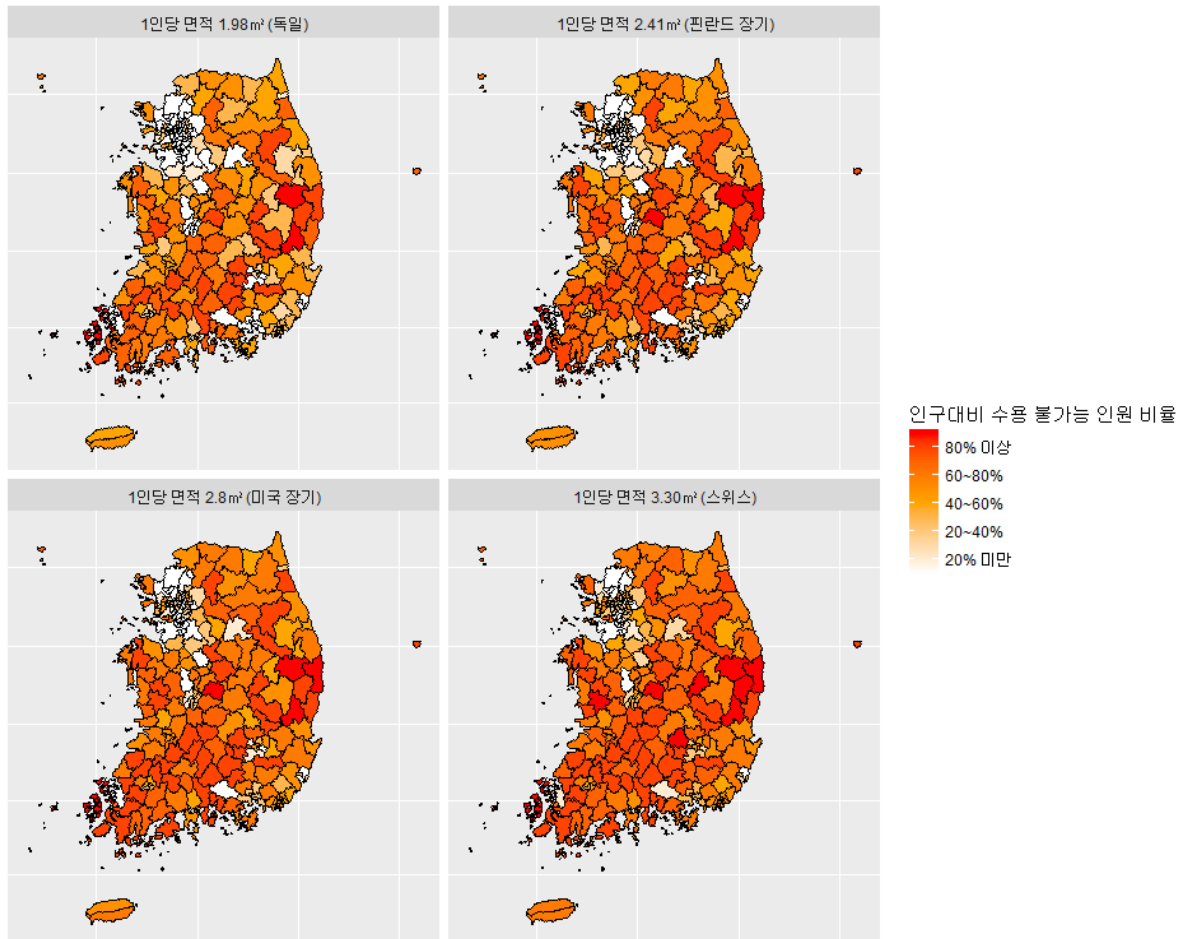 1인당 면적 1.98㎡ (독일)
1인당 면적 2.41㎡ (핀란드 장기)
1인당 면적 2.8㎡ (미국 장기)
1인당 면적 3.30㎡ (스위스)
인구대비 수용 불가능 인원 비율
80% 이상
60~80%
40~60%
20~40%
20% 미만